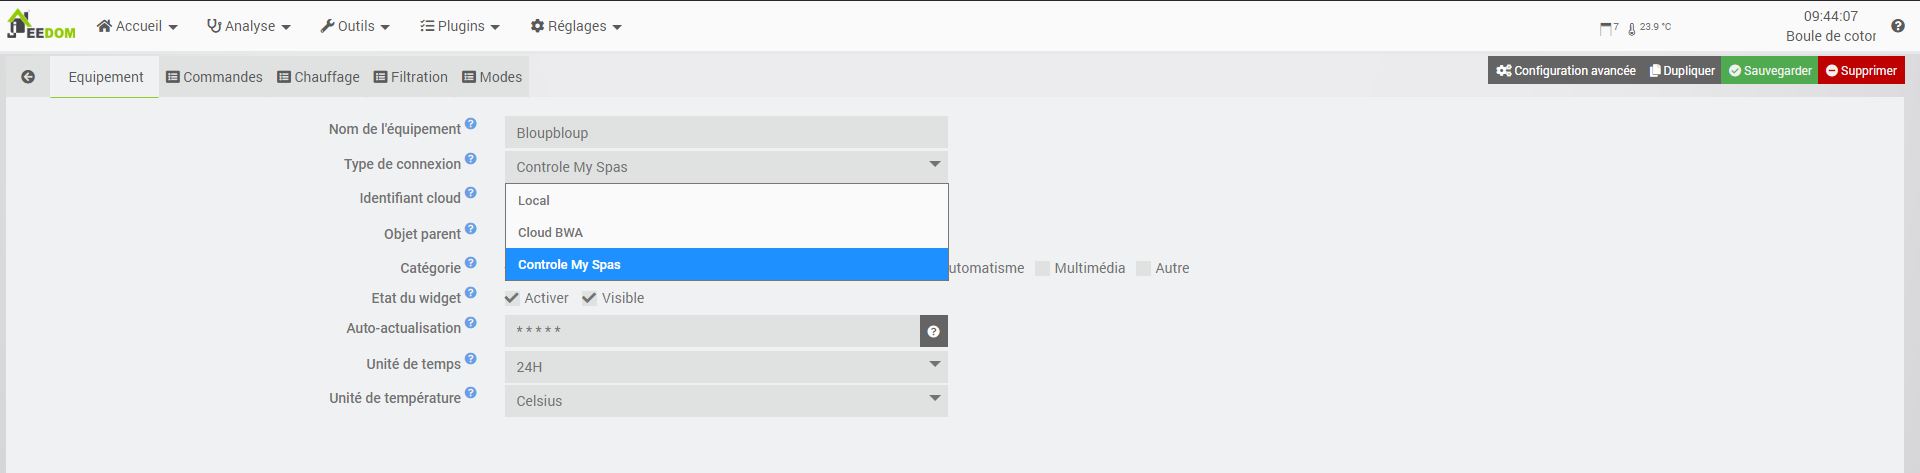 JEEDOM Accueil Analyse Outils Plugins Réglages 7 23.9 °C 09:44:07
Boule de cotor
Equipement Commandes Chauffage Filtration Modes Configuration avancée Dupliquer Sauvegarder Supprimer
Nom de l'équipement Bloupbloup
Type de connexion Controle My Spas
Identifiant cloud Local
Objet parent Cloud BWA
Catégorie Controle My Spas utomatisme Multimédia Autre
Etat du widget Activer Visible
Auto-actualisation * * * * *
Unité de temps 24H
Unité de température Celsius